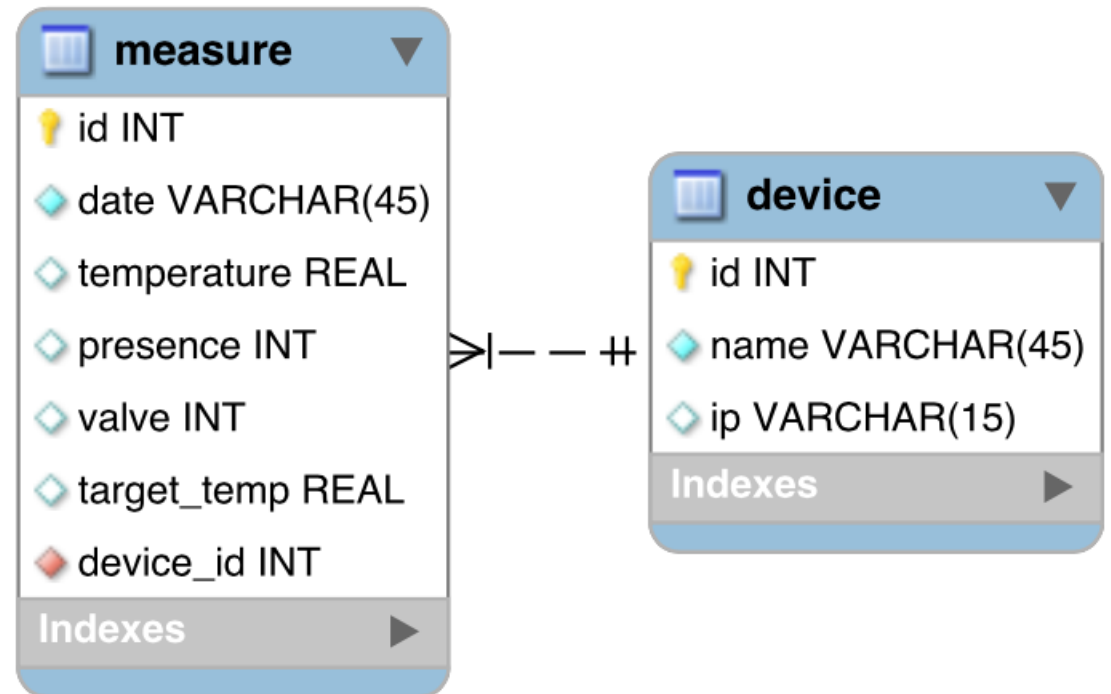 measure
id INT
date VARCHAR(45)
temperature REAL
presence INT
valve INT
target_temp REAL
device_id INT
Indexes
device
id INT
name VARCHAR(45)
ip VARCHAR(15)
Indexes